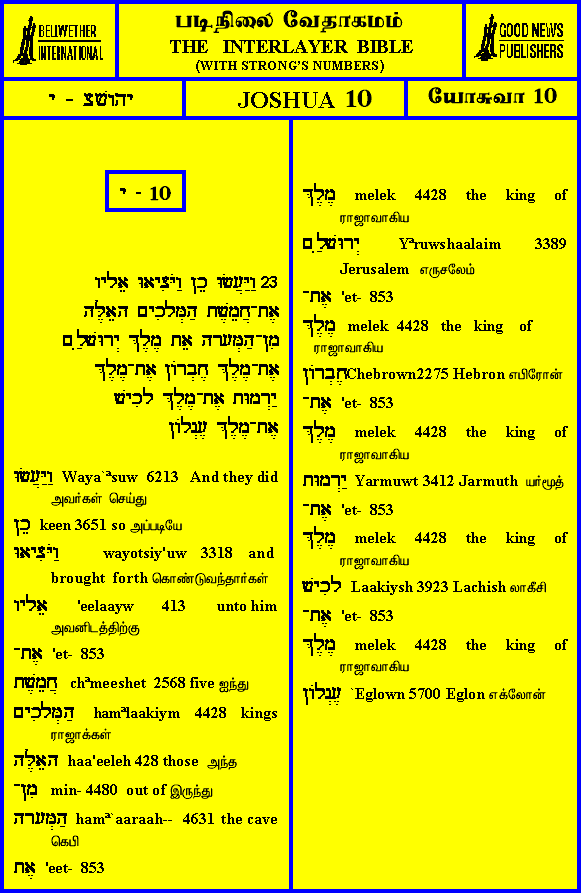 BELIWETHER
INTERNATIONAL
படிநிலை வேதாகமம்
THE INTERLAYER BIBLE
(WITH STRONG'S NUMBERS)
GOOD NEWS
PUBLISHERS
יהושצ - י
JOSHUA 10
யோசுவா 10
10 - י
23 וַיַּעֲשׂוּ כֵן וַיֹּצִיאוּ אֵלָיו
אֶת־חֲמֵשֶׁת הַמְּלָכִים הָאֵלֶּה
מִן־הַמְּעָרָה אֵת מֶלֶךְ יְרוּשָׁלִַם
אֶת־מֶלֶךְ חֶבְרוֹן אֶת־מֶלֶךְ
יַרְמוּת אֶת־מֶלֶךְ לָכִישׁ
אֶת־מֶלֶךְ עֶגְלוֹן
וַיַּעֲשׂוּ Waya`ªsuw 6213 And they did
அவர்கள் செய்து
כֵן keen 3651 so அப்படியே
וַיֹּצִיאוּ wayotsiy'uw 3318 and
brought forth கொண்டுவந்தார்கள்
אֵלָיו 'eelaayw 413 unto him
அவனிடத்திற்கு
אֶת־ 'et- 853
חֲמֵשֶׁת chªmeeshet 2568 five ஐந்து
הַמְּלָכִים hamªlaakiym 4428 kings
ராஜாக்கள்
הָאֵלֶּה haa'eeleh 428 those அந்த
מִן־ min- 4480 out of இருந்து
הַמְּעָרָה hamª`aaraah-- 4631 the cave
கெபி
אֵת 'eet- 853
מֶלֶךְ melek 4428 the king of
ராஜாவாகிய
יְרוּשָׁלִַם Yªruwshaalaim 3389
Jerusalem எருசலேம்
אֶת־ 'et- 853
מֶלֶךְ melek 4428 the king of
ராஜாவாகிய
חֶבְרוֹן Chebrown2275 Hebron எபிரோன்
אֶת־ 'et- 853
מֶלֶךְ melek 4428 the king of
ராஜாவாகிய
יַרְמוּת Yarmuwt 3412 Jarmuth யர்மூத்
אֶת־ 'et- 853
מֶלֶךְ melek 4428 the king of
ராஜாவாகிய
לָכִישׁ Laakiysh 3923 Lachish லாகீசி
אֶת־ 'et- 853
מֶלֶךְ melek 4428 the king of
ராஜாவாகிய
עֶגְלוֹן `Eglown 5700 Eglon எக்லோன்